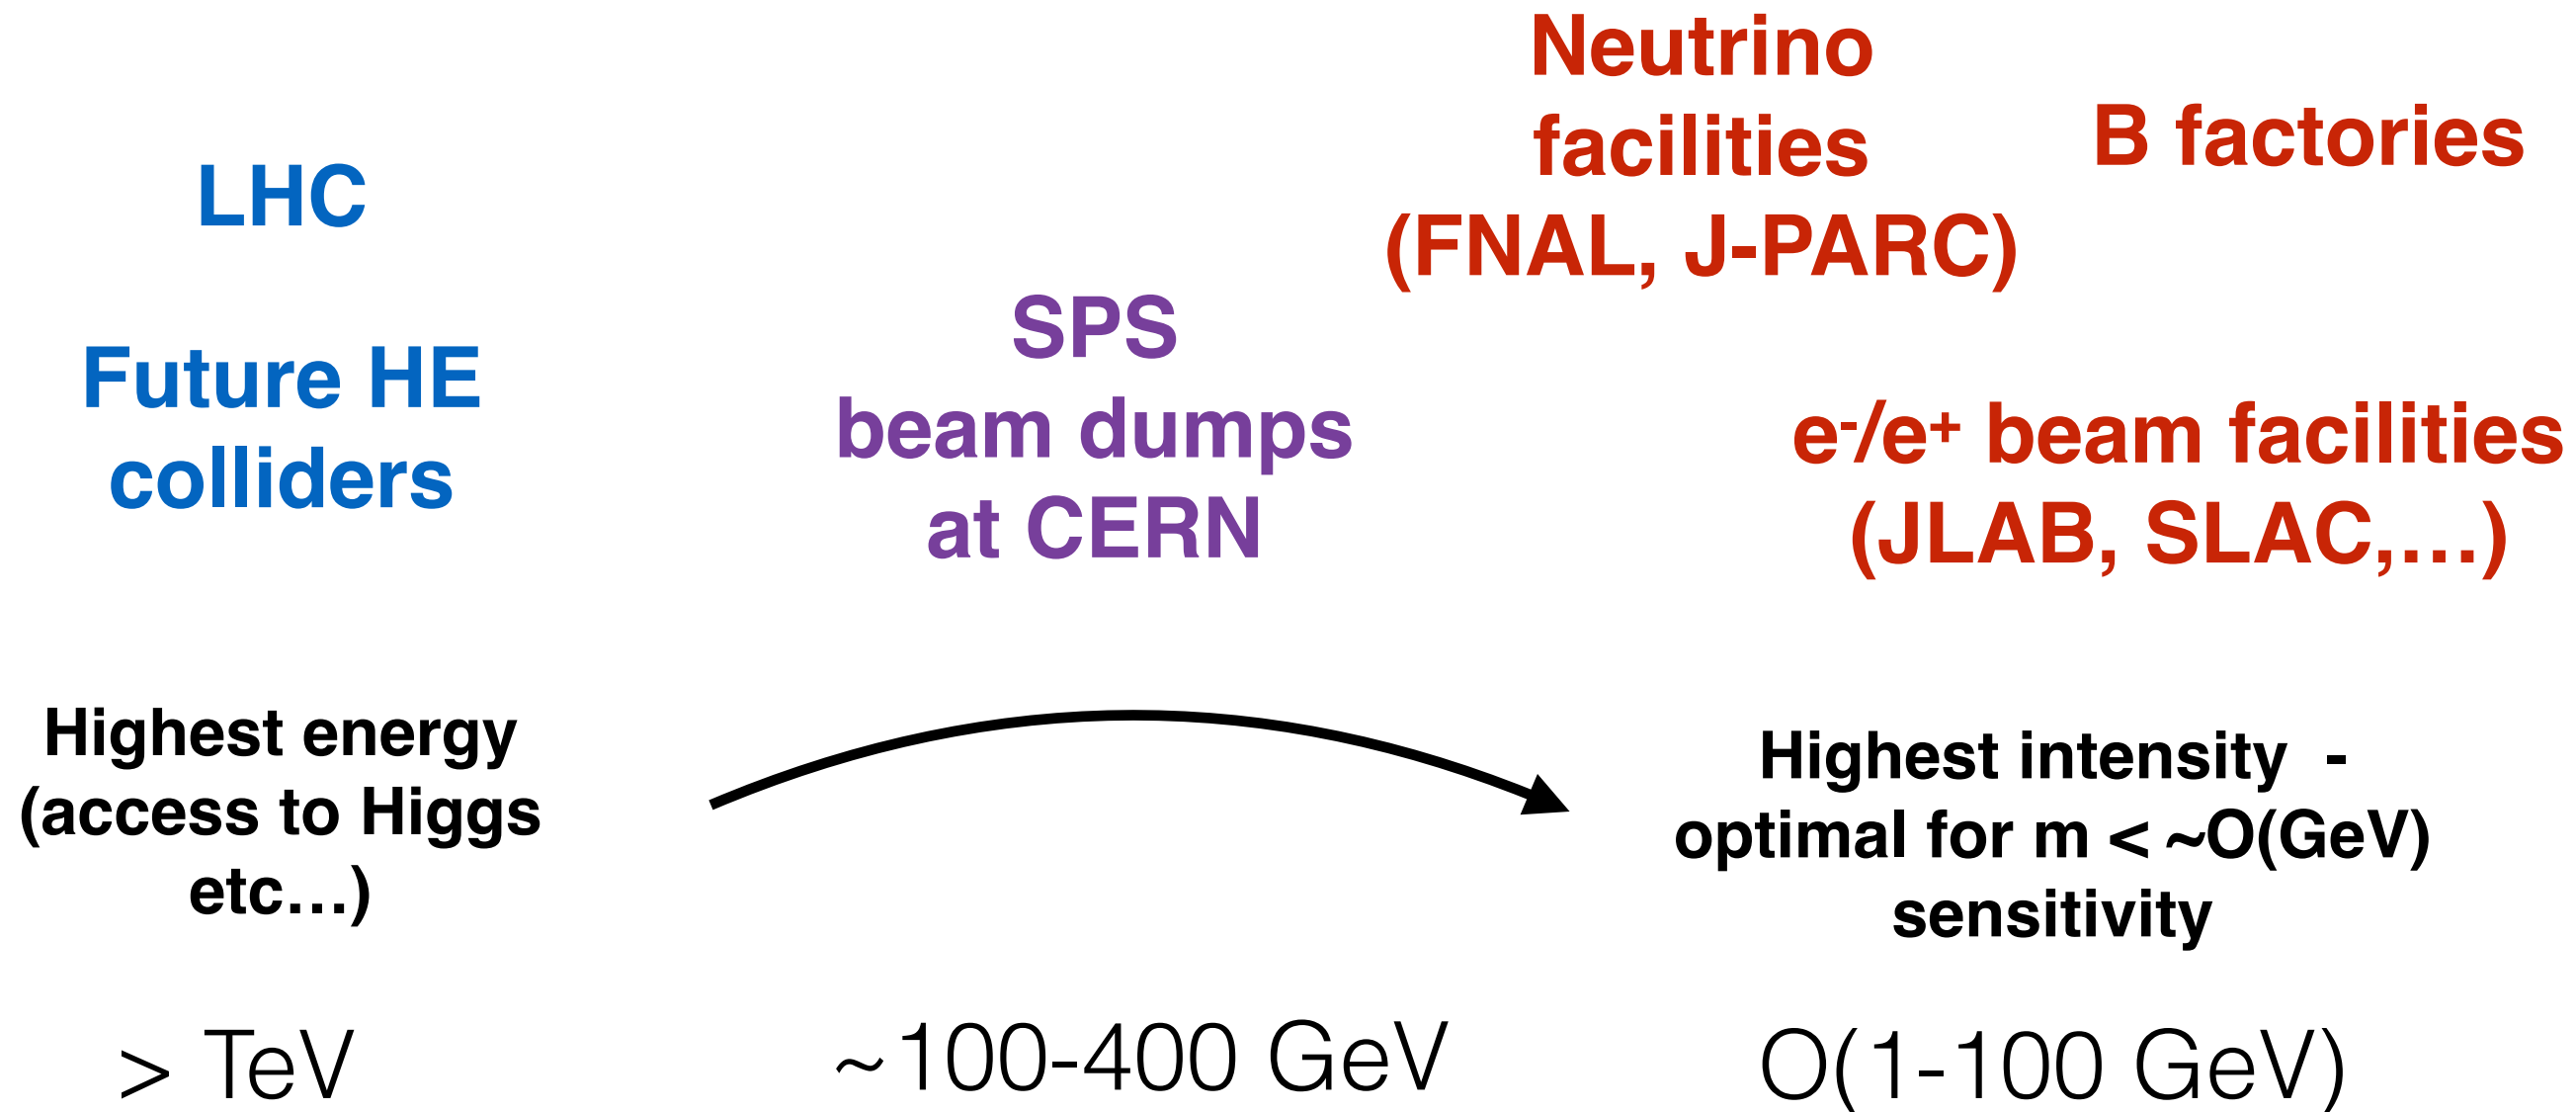 LHC
Future HE
colliders
SPS
beam dumps
at CERN
Neutrino
facilities
(FNAL, J-PARC)
B factories
e-/e+ beam facilities
(JLAB, SLAC,…)
Highest energy
(access to Higgs
etc…)
Highest intensity -
optimal for m < ~O(GeV)
sensitivity
> TeV
~100-400 GeV
O(1-100 GeV)